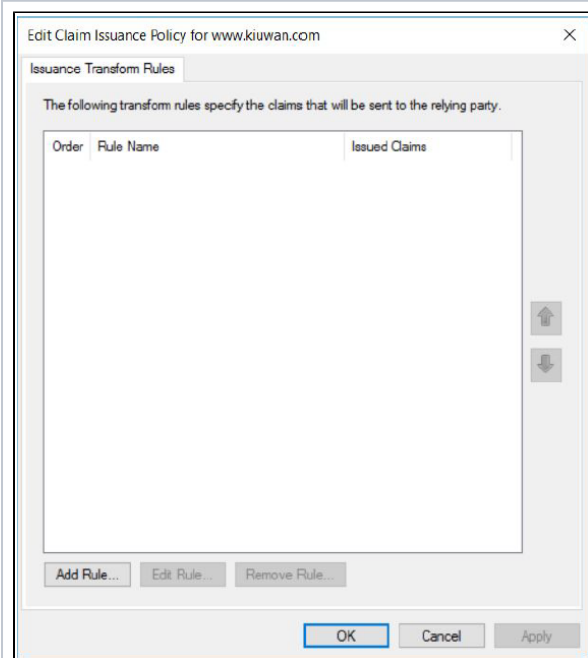 Edit Claim Issuance Policy for www.kiuwan.com
Issuance Transform Rules
The following transform rules specify the claims that will be sent to the relying party.
Order Rule Name Issued Claims
Add Rule... Edit Rule... Remove Rule...
OK Cancel Apply